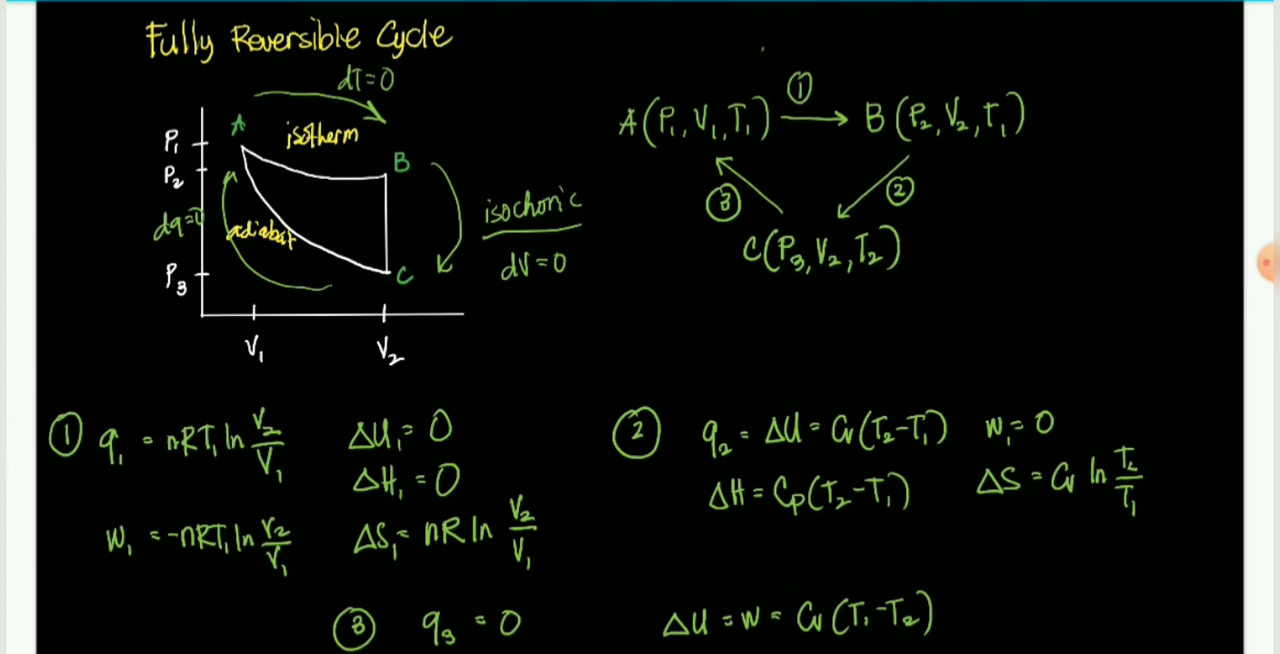 Fully Reversible Cycle
dT=0
A
isotherm
P₁
P₂
B
dq=0
adiabat
isochoric
dV=0
P₃
C
V₁
V₂
A(P₁,V₁,T₁) ① → B(P₂,V₂,T₁)
③ ②
C(P₃,V₂,T₂)
① q₁ = nRT₁ ln V₂/V₁ ΔU₁ = 0
ΔH₁ = 0
w₁ = -nRT₁ ln V₂/V₁ ΔS₁ = nR ln V₂/V₁
② q₂ = ΔU = Cv(T₂-T₁) w₁ = 0
ΔH = Cp(T₂-T₁) ΔS = Cv ln T₂/T₁
③ q₃ = 0 ΔU = w = Cv(T₁-T₂)